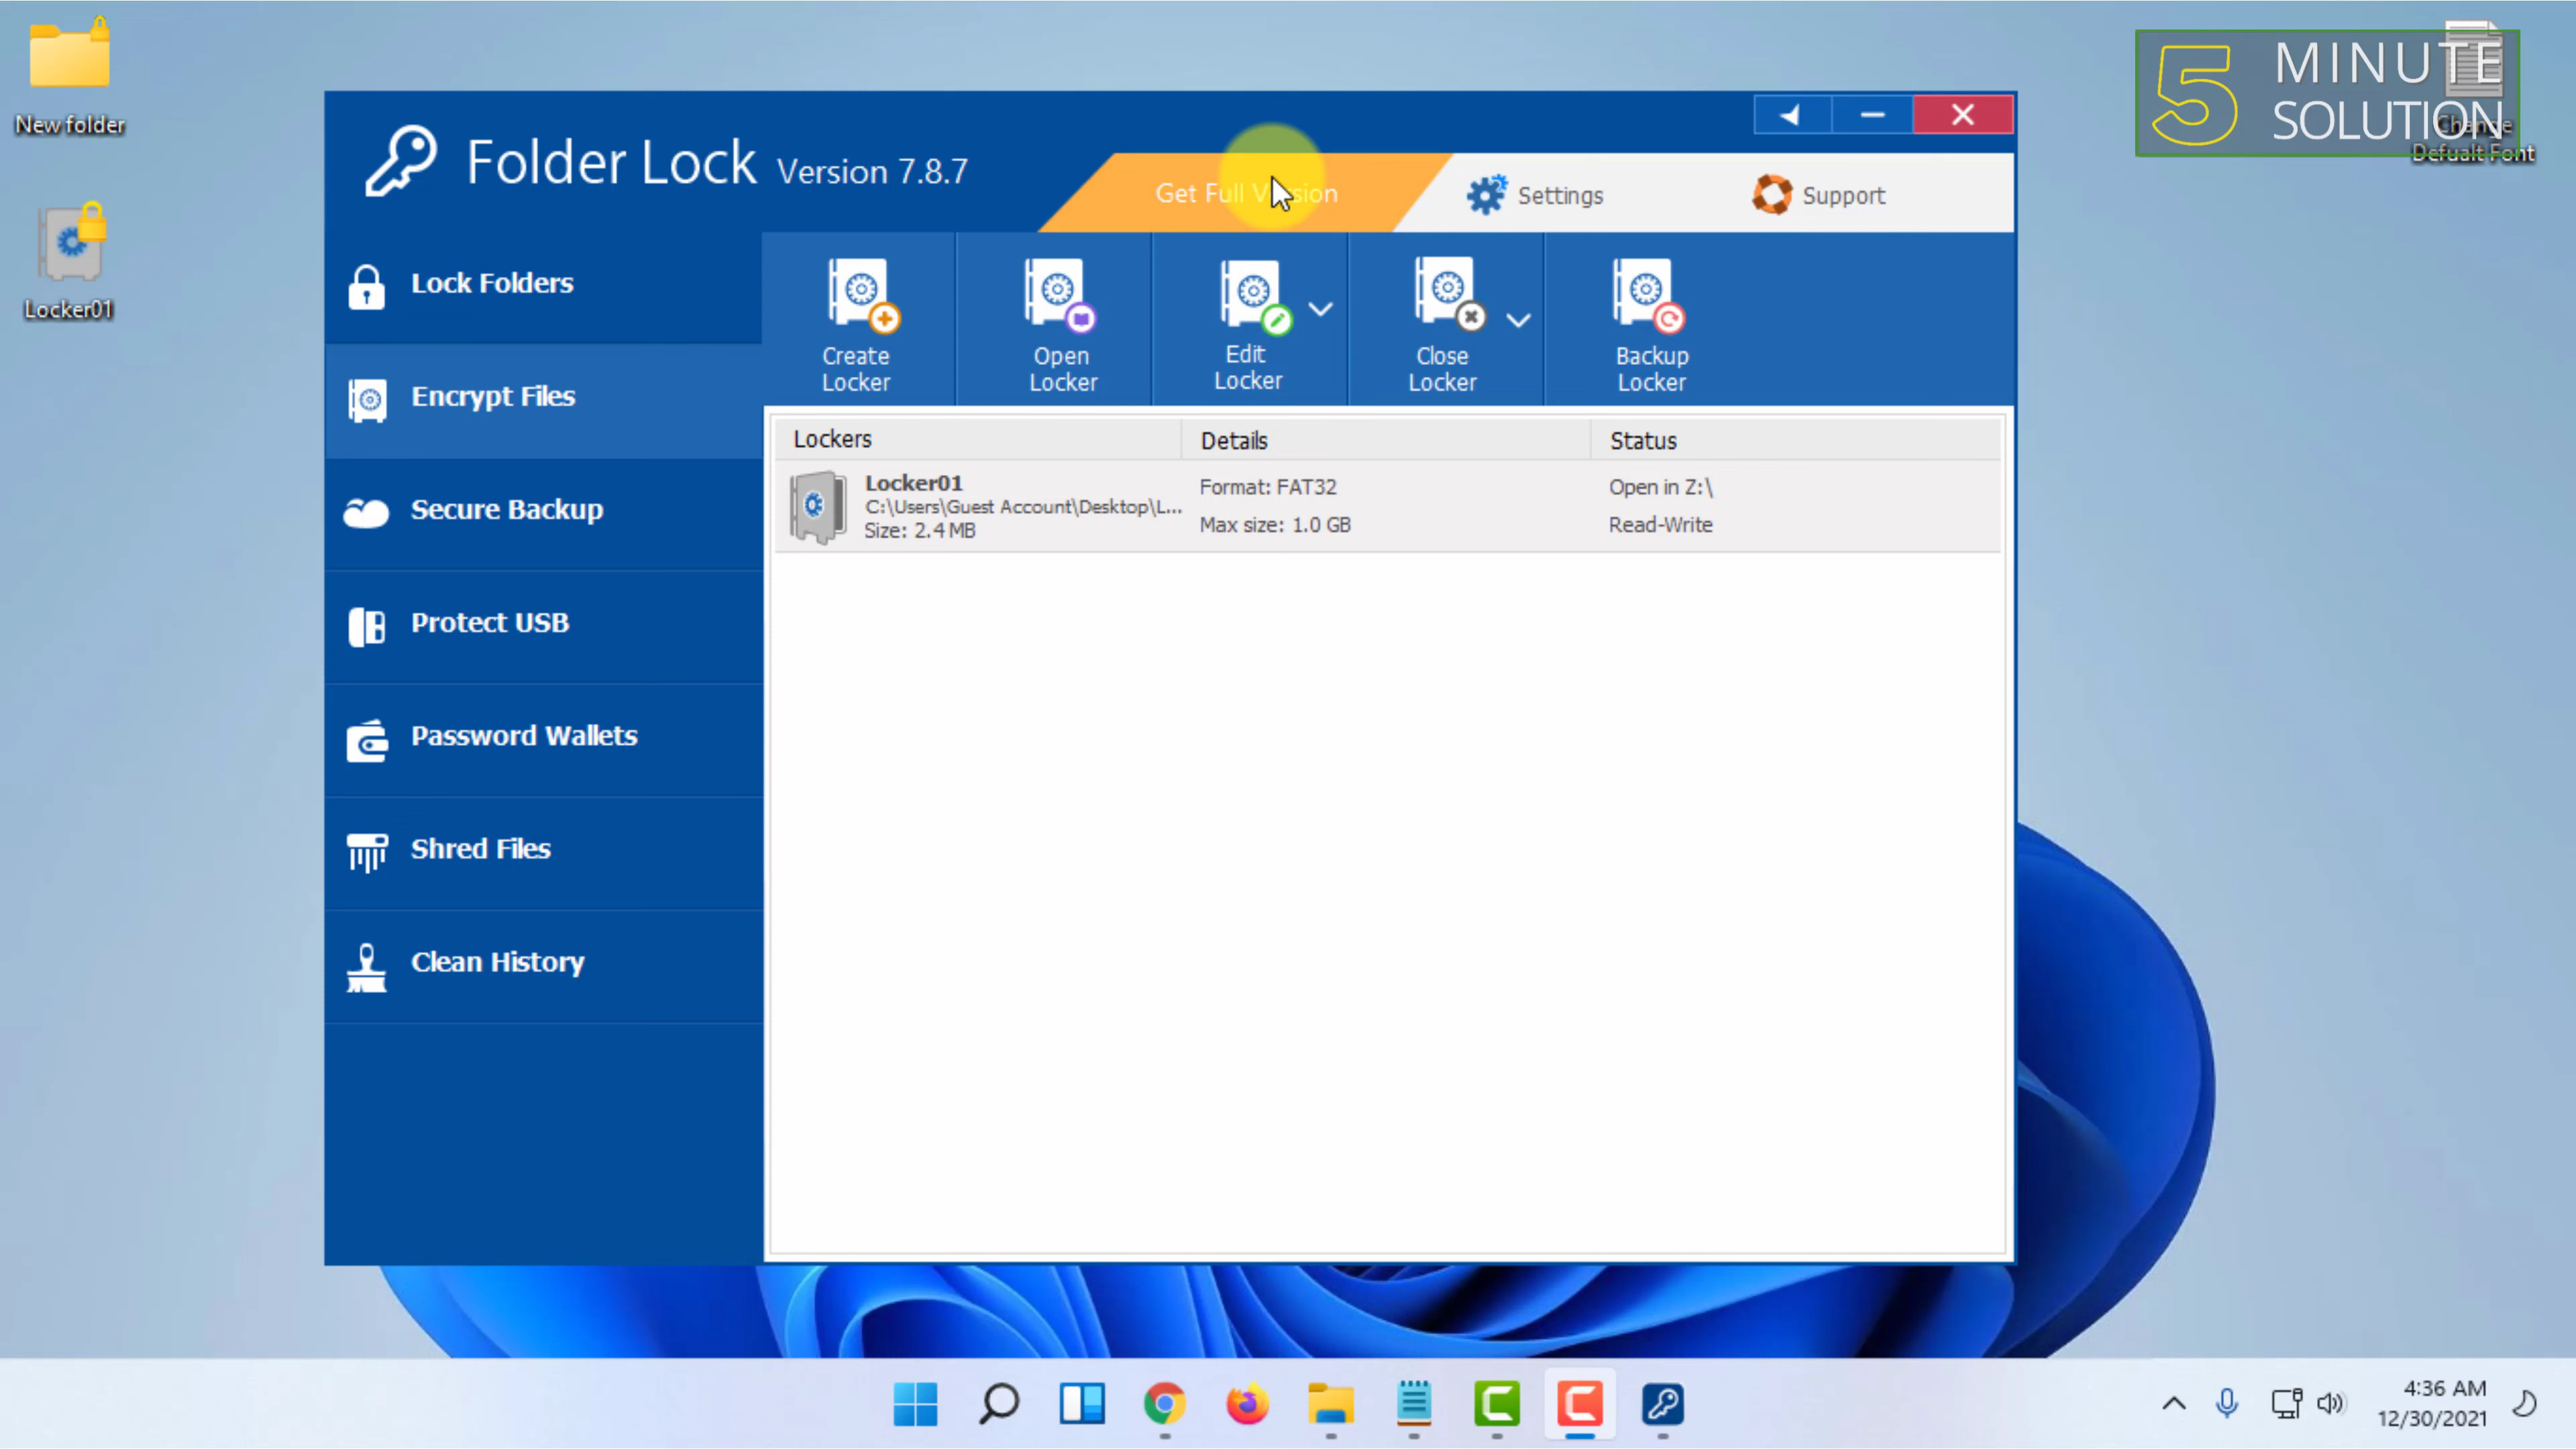 New folder
Locker01
5 MINUTE
SOLUTION
Change
Defualt Font
Folder Lock Version 7.8.7
Get Full Version
Settings
Support
Lock Folders
Encrypt Files
Secure Backup
Protect USB
Password Wallets
Shred Files
Clean History
Create
Locker
Open
Locker
Edit
Locker
Close
Locker
Backup
Locker
Lockers Details Status
Locker01
C:\Users\Guest Account\Desktop\L...
Size: 2.4 MB
Format: FAT32
Max size: 1.0 GB
Open in Z:\
Read-Write
4:36 AM
12/30/2021